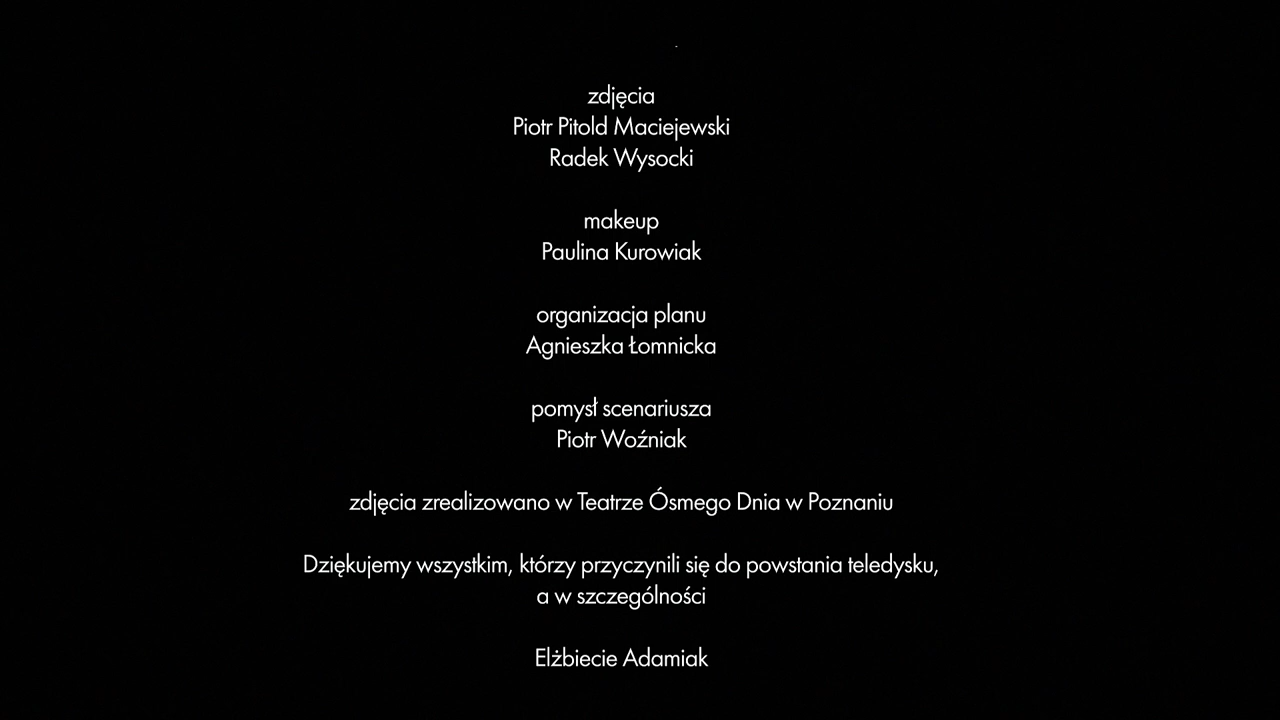 zdjęcia
Piotr Pitold Maciejewski
Radek Wysocki
makeup
Paulina Kurowiak
organizacja planu
Agnieszka Łomnicka
pomysł scenariusza
Piotr Woźniak
zdjęcia zrealizowano w Teatrze Ósmego Dnia w Poznaniu
Dziękujemy wszystkim, którzy przyczynili się do powstania teledysku,
a w szczególności
Elżbiecie Adamiak